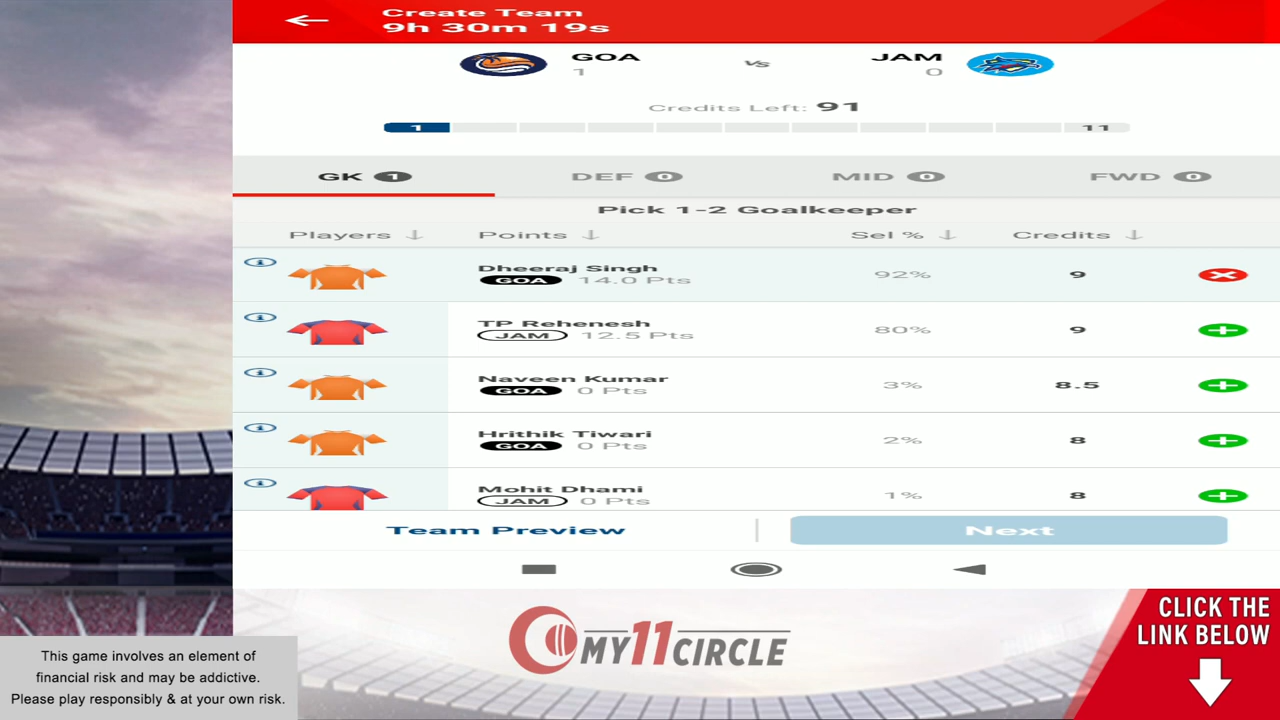 Create Team
9h 30m 19s
GOA vs JAM
1 0
Credits Left: 91
1 11
GK 1 DEF 0 MID 0 FWD 0
Pick 1-2 Goalkeeper
Players ↓ Points ↓ Sel % ↓ Credits ↓
Dheeraj Singh
GOA 14.0 Pts 92% 9
TP Rehenesh
JAM 12.5 Pts 80% 9
Naveen Kumar
GOA 0 Pts 3% 8.5
Hrithik Tiwari
GOA 0 Pts 2% 8
Mohit Dhami
JAM 0 Pts 1% 8
Team Preview Next
MY11CIRCLE
CLICK THE
LINK BELOW
This game involves an element of
financial risk and may be addictive.
Please play responsibly & at your own risk.